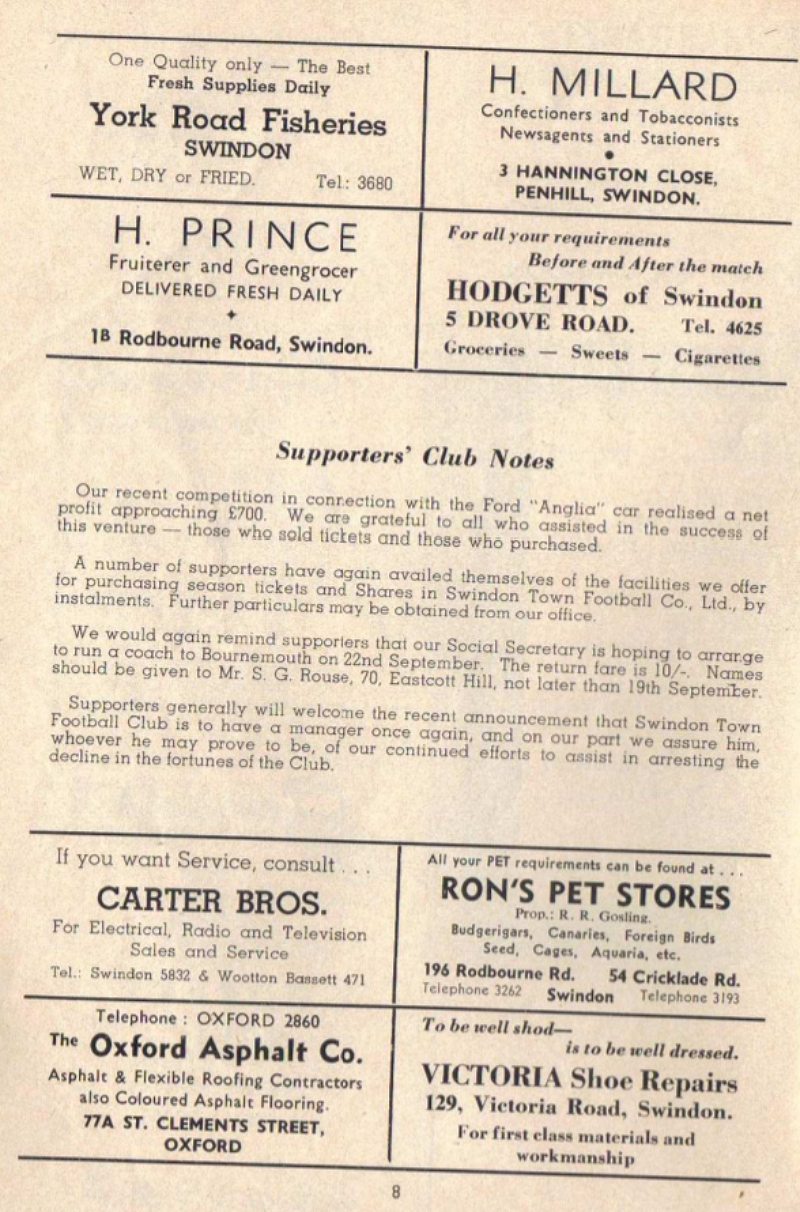 One Quality only — The Best
Fresh Supplies Daily
York Road Fisheries
SWINDON
WET, DRY or FRIED. Tel: 3680
H. MILLARD
Confectioners and Tobacconists
Newsagents and Stationers
●
3 HANNINGTON CLOSE,
PENHILL, SWINDON.
H. PRINCE
Fruiterer and Greengrocer
DELIVERED FRESH DAILY
✦
1B Rodbourne Road, Swindon.
For all your requirements
Before and After the match
HODGETTS of Swindon
5 DROVE ROAD. Tel. 4625
Groceries — Sweets — Cigarettes
Supporters' Club Notes
Our recent competition in connection with the Ford "Anglia" car realised a net
profit approaching £700. We are grateful to all who assisted in the success of
this venture — those who sold tickets and those who purchased.
A number of supporters have again availed themselves of the facilities we offer
for purchasing season tickets and Shares in Swindon Town Football Co., Ltd., by
instalments. Further particulars may be obtained from our office.
We would again remind supporters that our Social Secretary is hoping to arrange
to run a coach to Bournemouth on 22nd September. The return fare is 10/-. Names
should be given to Mr. S. G. Rouse, 70, Eastcott Hill, not later than 19th September.
Supporters generally will welcome the recent announcement that Swindon Town
Football Club is to have a manager once again, and on our part we assure him,
whoever he may prove to be, of our continued efforts to assist in arresting the
decline in the fortunes of the Club.
If you want Service, consult . . .
CARTER BROS.
For Electrical, Radio and Television
Sales and Service
Tel.: Swindon 5832 & Wootton Bassett 471
All your PET requirements can be found at . . .
RON'S PET STORES
Prop.: R. R. Gosling.
Budgerigars, Canaries, Foreign Birds
Seed, Cages, Aquaria, etc.
196 Rodbourne Rd. 54 Cricklade Rd.
Telephone 3262 Swindon Telephone 3193
Telephone : OXFORD 2860
The Oxford Asphalt Co.
Asphalt & Flexible Roofing Contractors
also Coloured Asphalt Flooring.
77A ST. CLEMENTS STREET,
OXFORD
To be well shod—
is to be well dressed.
VICTORIA Shoe Repairs
129, Victoria Road, Swindon.
For first class materials and
workmanship
8